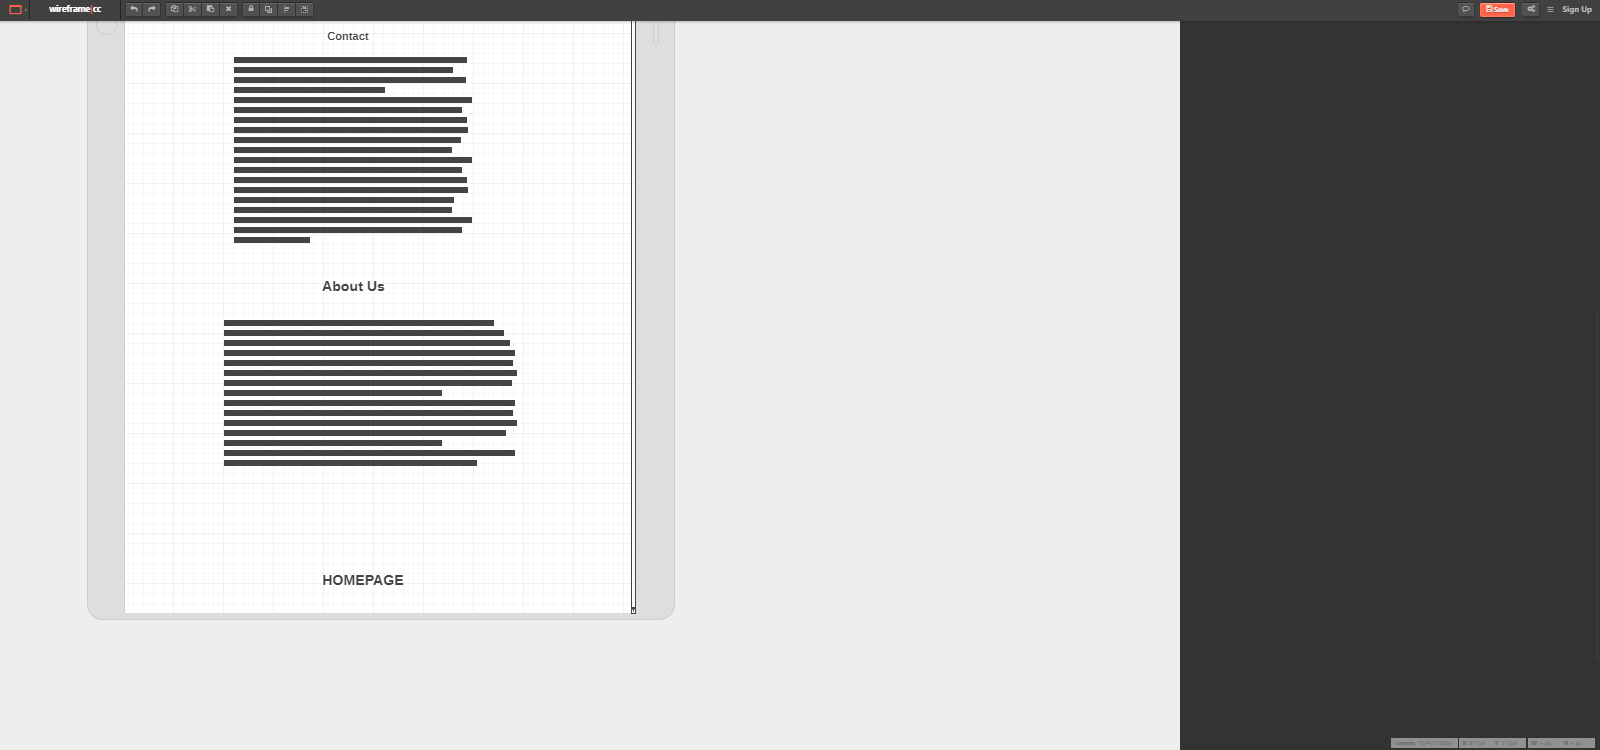 wireframe|cc
Save
Sign Up
Contact
About Us
HOMEPAGE